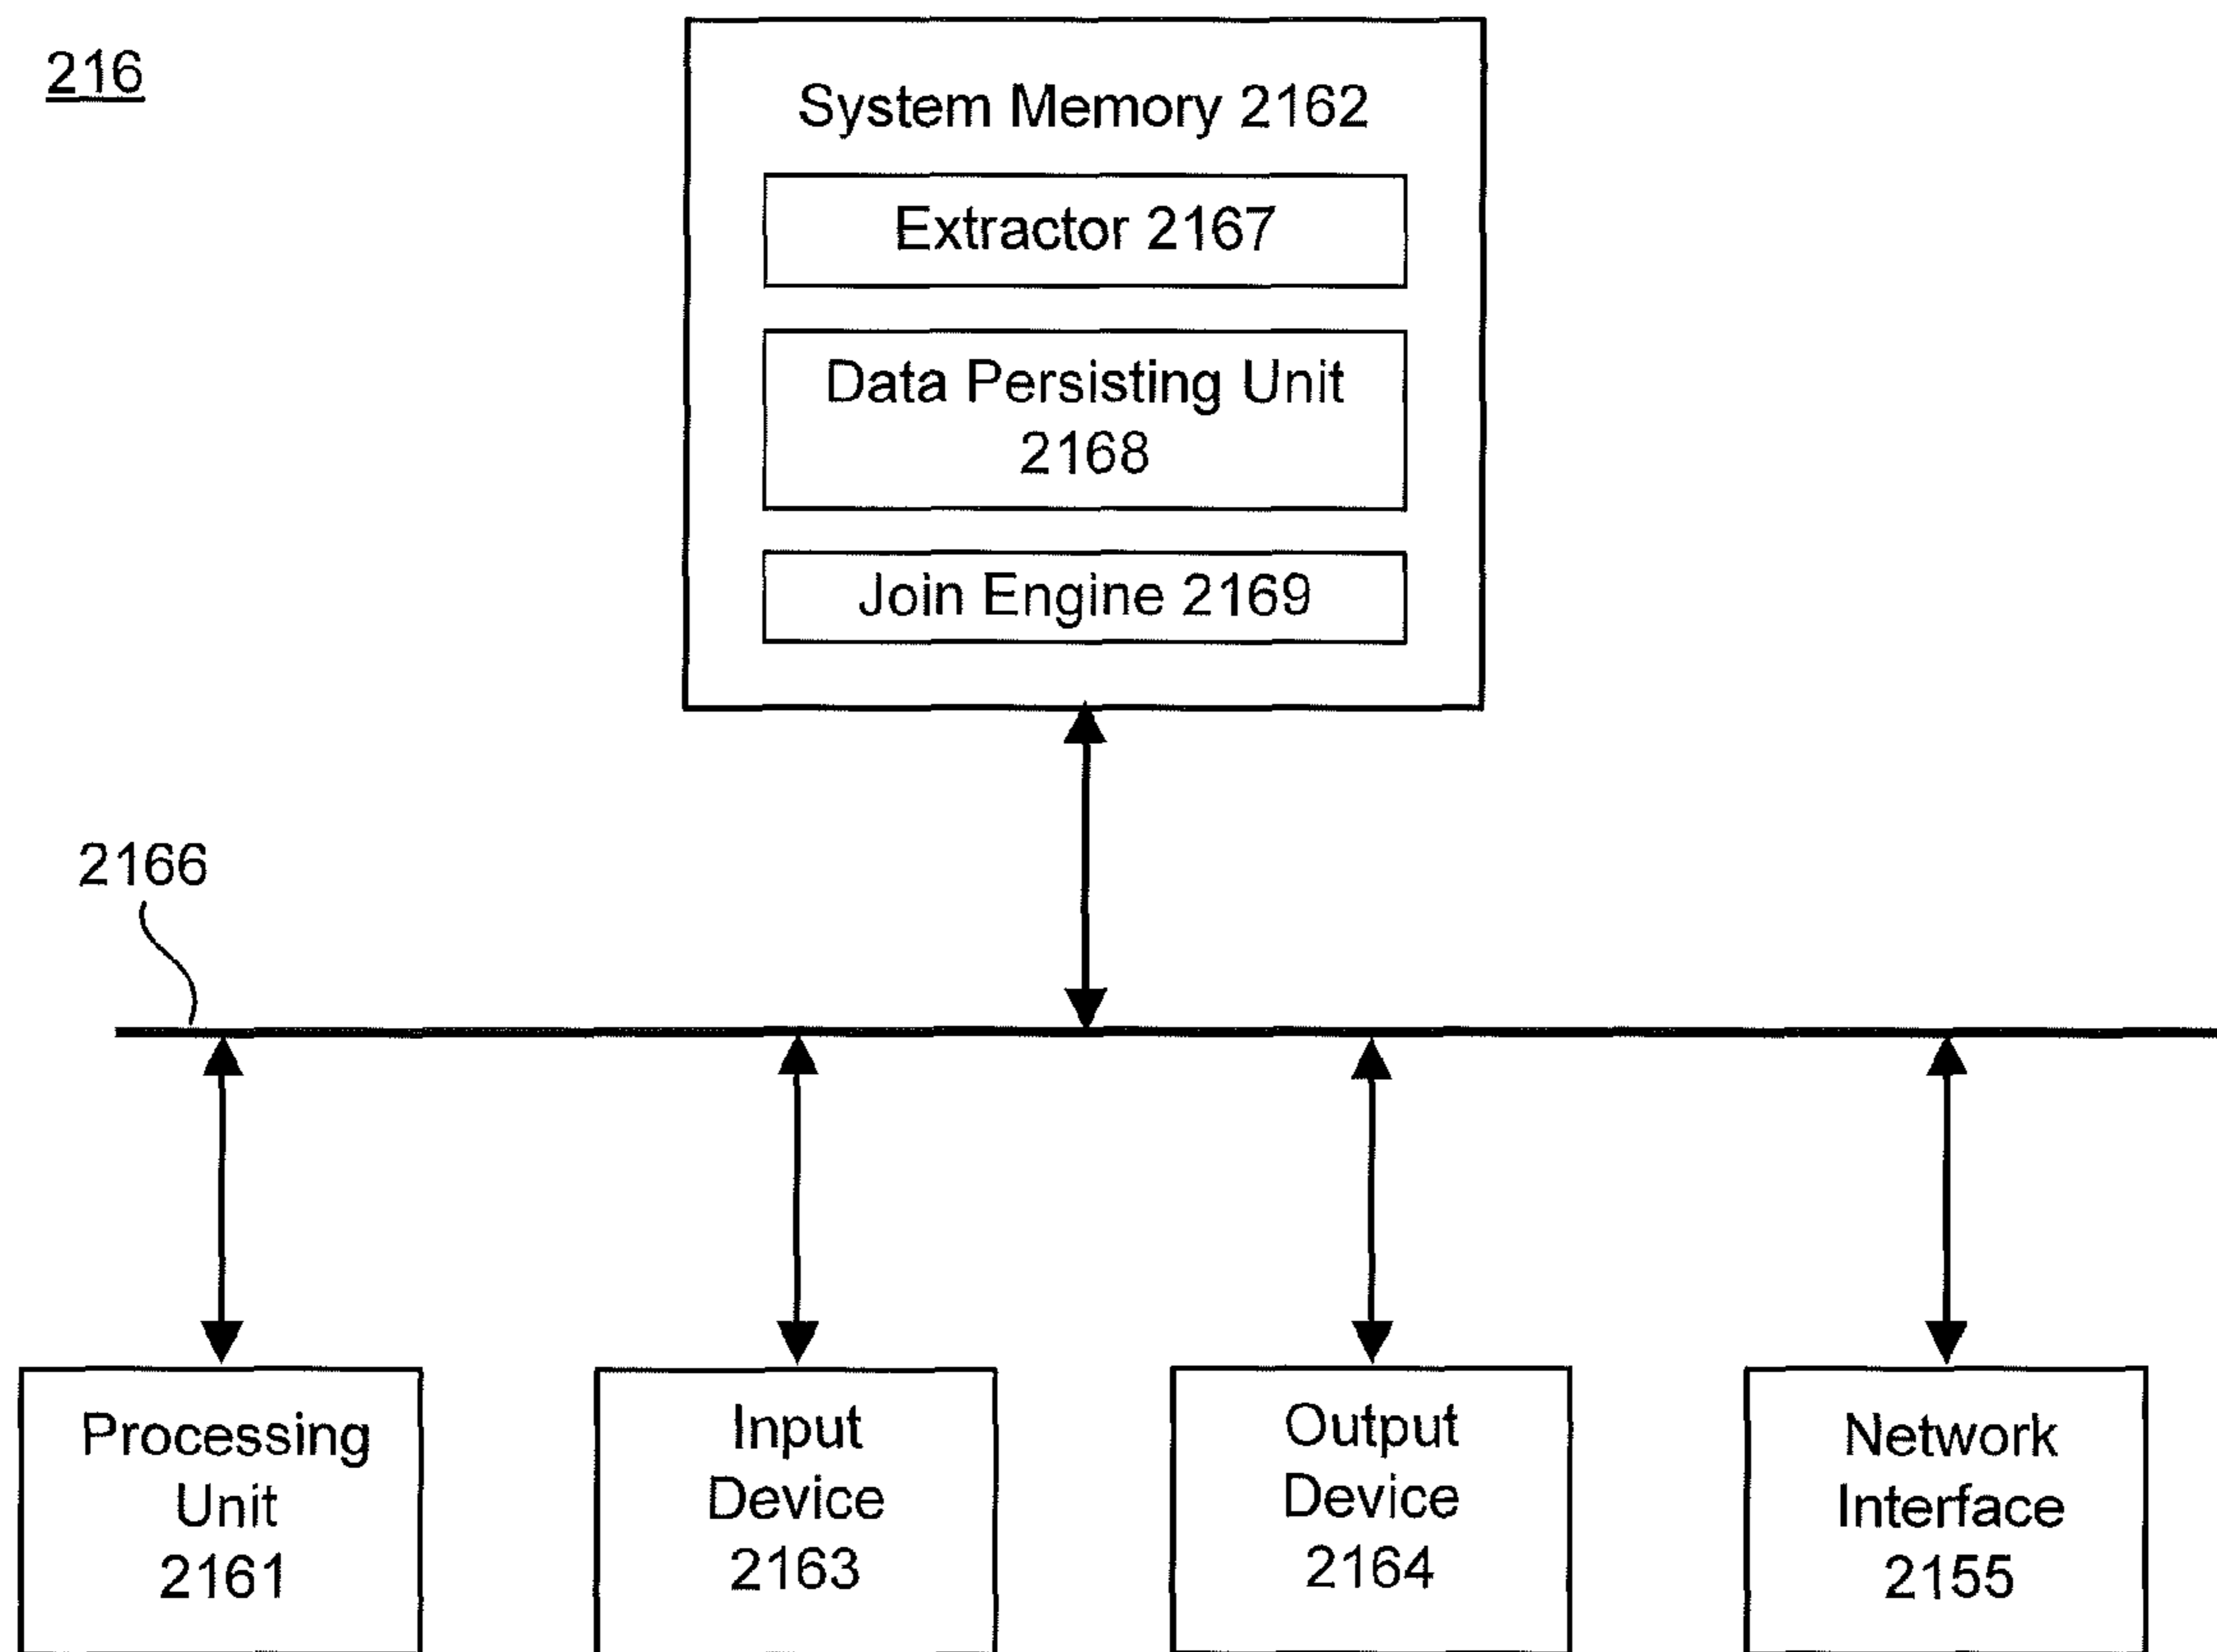 216
System Memory 2162
Extractor 2167
Data Persisting Unit
2168
Join Engine 2169
2166
Processing
Unit
2161
Input
Device
2163
Output
Device
2164
Network
Interface
2155